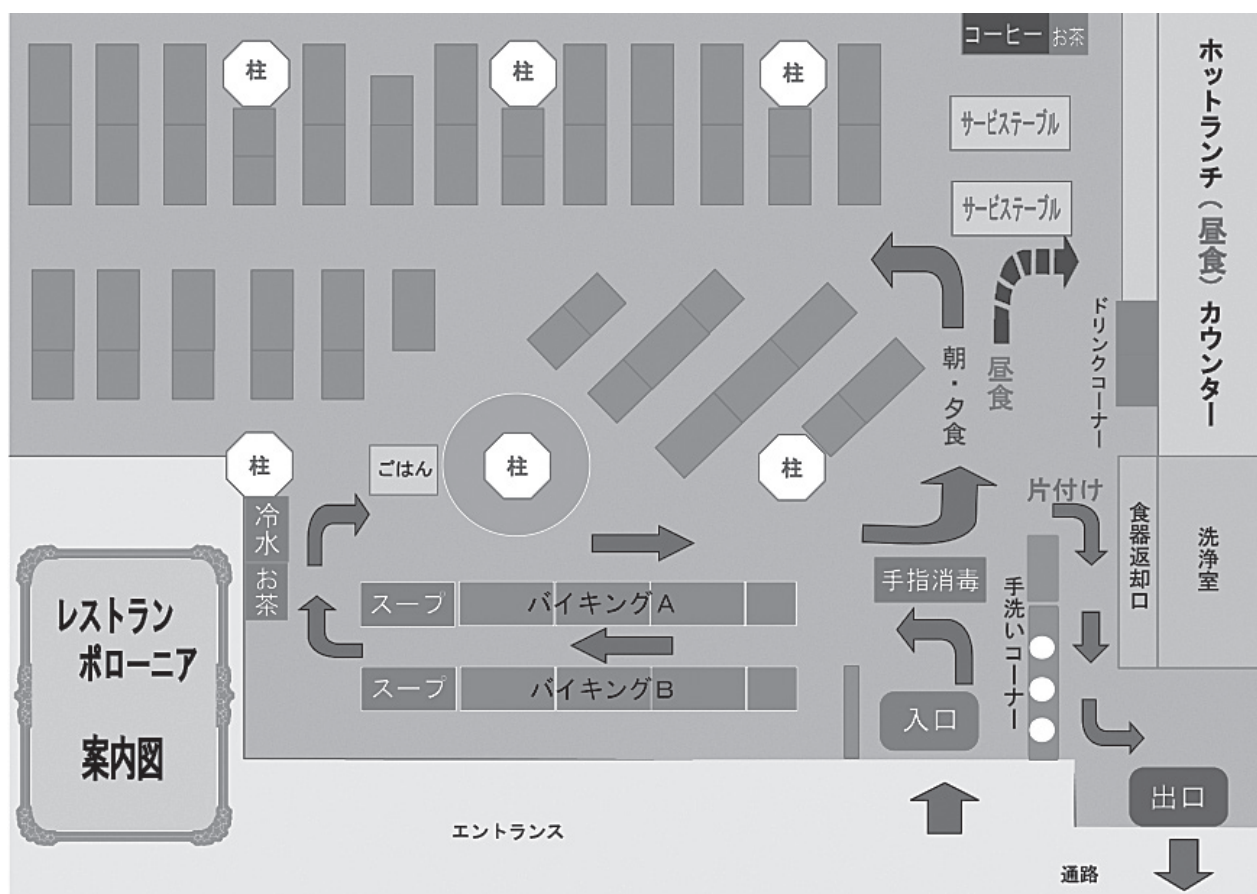 コーヒー
お茶
柱
柱
柱
サービステーブル
サービステーブル
ホットランチ(昼食)カウンター
ドリンクコーナー
朝・夕食
昼食
柱
ごはん
柱
柱
片付け
冷水
お茶
食器返却口
洗浄室
手指消毒
手洗いコーナー
スープ
バイキングA
スープ
バイキングB
レストラン
ポローニア
案内図
入口
出口
エントランス
通路